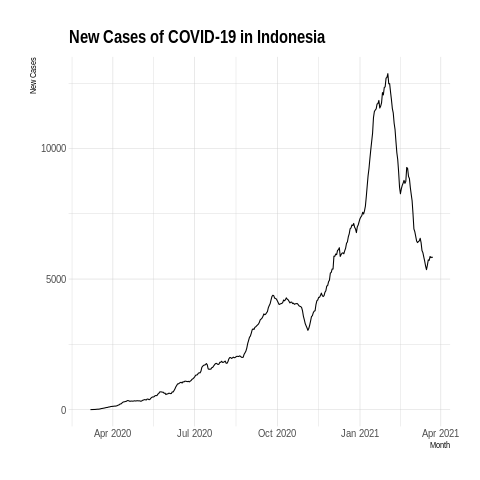 New Cases of COVID-19 in Indonesia
New Cases
10000
5000
0
Apr 2020 Jul 2020 Oct 2020 Jan 2021 Apr 2021
Month